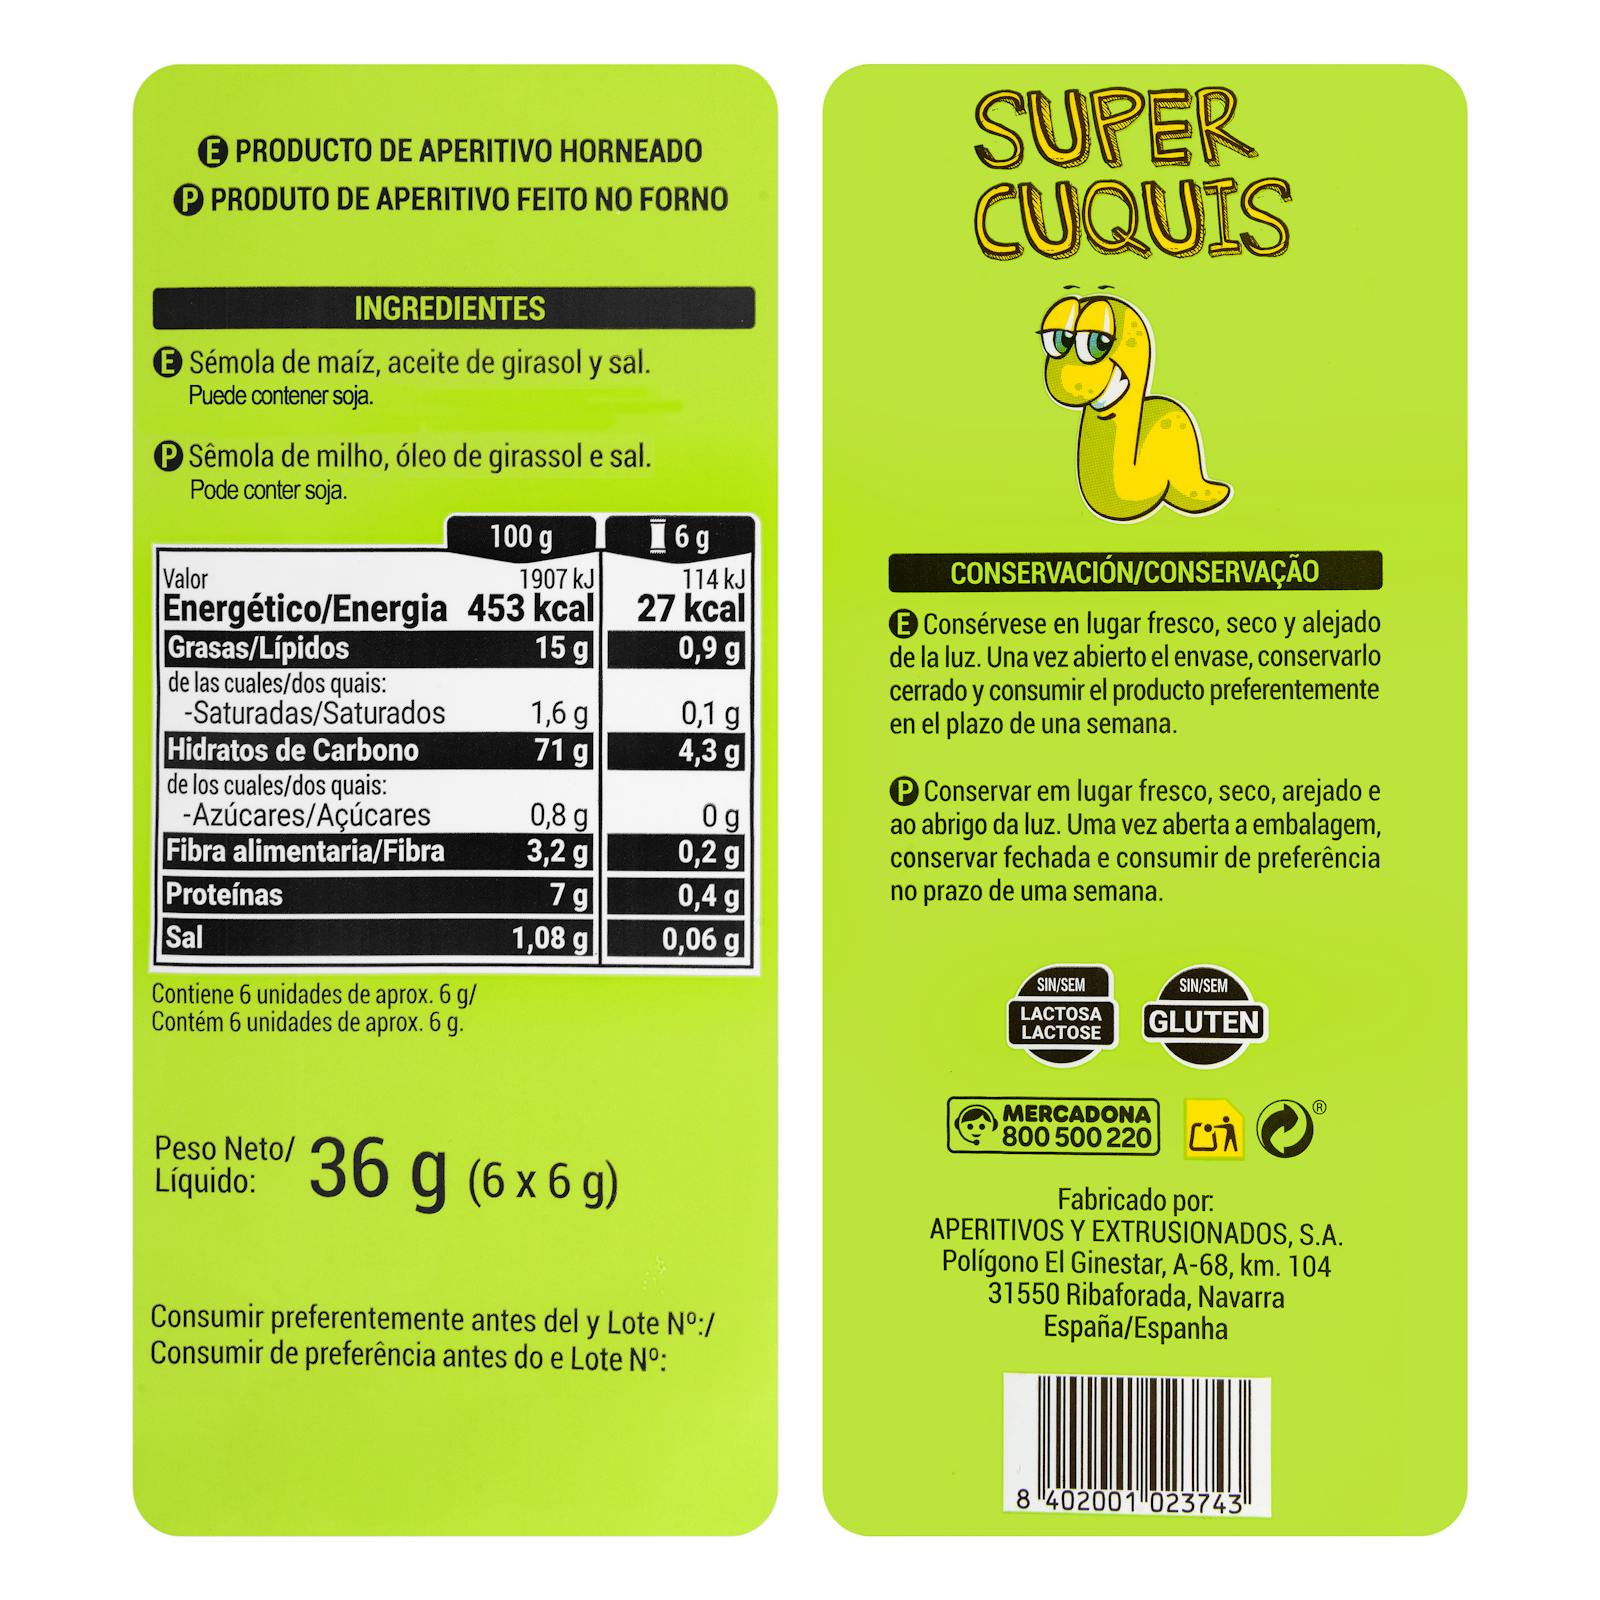 E PRODUCTO DE APERITIVO HORNEADO
P PRODUTO DE APERITIVO FEITO NO FORNO
INGREDIENTES
E Sémola de maíz, aceite de girasol y sal.
Puede contener soja.
P Sêmola de milho, óleo de girassol e sal.
Pode conter soja.
100 g 6 g
Valor 1907 kJ 114 kJ
Energético/Energia 453 kcal 27 kcal
Grasas/Lípidos 15 g 0,9 g
de las cuales/dos quais:
-Saturadas/Saturados 1,6 g 0,1 g
Hidratos de Carbono 71 g 4,3 g
de los cuales/dos quais:
-Azúcares/Açúcares 0,8 g 0 g
Fibra alimentaria/Fibra 3,2 g 0,2 g
Proteínas 7 g 0,4 g
Sal 1,08 g 0,06 g
Contiene 6 unidades de aprox. 6 g/
Contém 6 unidades de aprox. 6 g.
Peso Neto/
Líquido: 36 g (6 x 6 g)
Consumir preferentemente antes del y Lote Nº:/
Consumir de preferência antes do e Lote Nº:
SUPER
CUQUIS
CONSERVACIÓN/CONSERVAÇÃO
E Consérvese en lugar fresco, seco y alejado
de la luz. Una vez abierto el envase, conservarlo
cerrado y consumir el producto preferentemente
en el plazo de una semana.
P Conservar em lugar fresco, seco, arejado e
ao abrigo da luz. Uma vez aberta a embalagem,
conservar fechada e consumir de preferência
no prazo de uma semana.
SIN/SEM
LACTOSA
LACTOSE
SIN/SEM
GLUTEN
MERCADONA
800 500 220
®
Fabricado por:
APERITIVOS Y EXTRUSIONADOS, S.A.
Polígono El Ginestar, A-68, km. 104
31550 Ribaforada, Navarra
España/Espanha
8 402001 023743